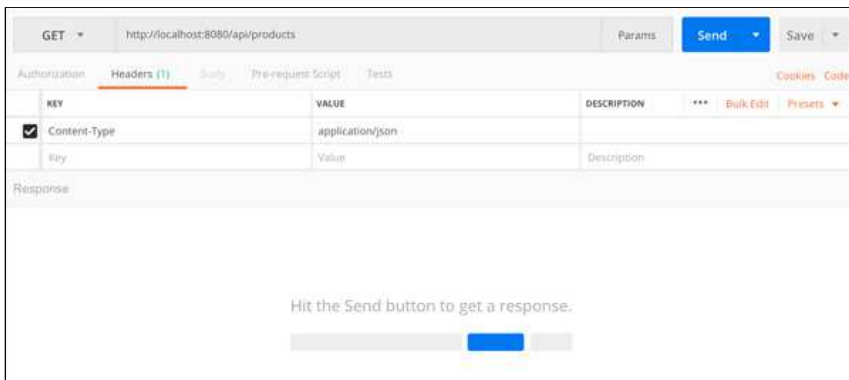 GET http://localhost:8080/api/products Params Send Save
Authorization Headers (1) Body Pre-request Script Tests Cookies Code
KEY VALUE DESCRIPTION ••• Bulk Edit Presets
Content-Type application/json
Key Value Description
Response
Hit the Send button to get a response.